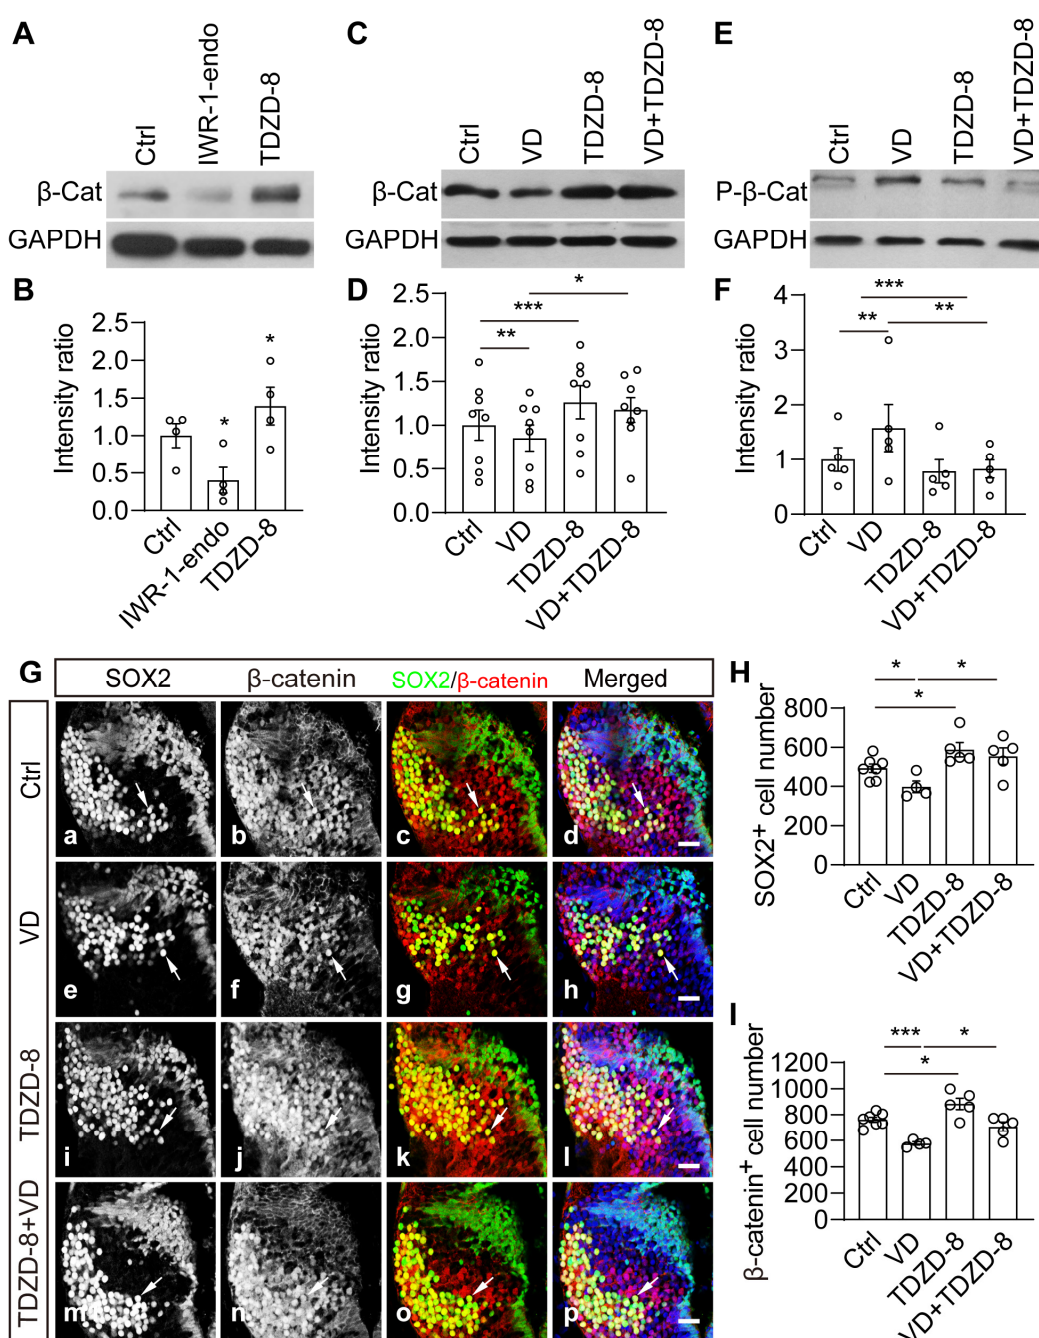 A
Ctrl
IWR-1-endo
TDZD-8
β-Cat
GAPDH
B
Intensity ratio
2.5
2.0
1.5
1.0
0.5
0.0
*
*
Ctrl
IWR-1-endo
TDZD-8
C
Ctrl
VD
TDZD-8
VD+TDZD-8
β-Cat
GAPDH
D
Intensity ratio
2.5
2.0
1.5
1.0
0.5
0.0
*
***
**
Ctrl
VD
TDZD-8
VD+TDZD-8
E
Ctrl
VD
TDZD-8
VD+TDZD-8
P-β-Cat
GAPDH
F
Intensity ratio
4
3
2
1
0
***
**
**
Ctrl
VD
TDZD-8
VD+TDZD-8
G
SOX2
β-catenin
SOX2/β-catenin
Merged
Ctrl
a
b
c
d
VD
e
f
g
h
TDZD-8
i
j
k
l
TDZD-8+VD
m
n
o
p
H
SOX2+ cell number
800
600
400
200
0
*
*
*
Ctrl
VD
TDZD-8
VD+TDZD-8
I
β-catenin+ cell number
1200
1000
800
600
400
200
0
***
*
*
Ctrl
VD
TDZD-8
VD+TDZD-8